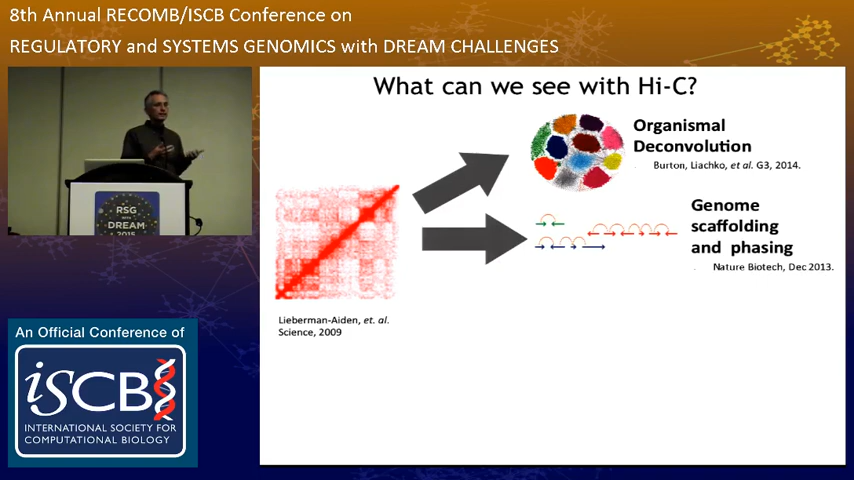 8th Annual RECOMB/ISCB Conference on
REGULATORY and SYSTEMS GENOMICS with DREAM CHALLENGES
What can we see with Hi-C?
Organismal
Deconvolution
Burton, Liachko, et al. G3, 2014.
Genome
scaffolding
and phasing
Nature Biotech, Dec 2013.
Lieberman-Aiden, et. al.
Science, 2009
RSG
WITH
DREAM
2015
An Official Conference of
iSCB
INTERNATIONAL SOCIETY FOR
COMPUTATIONAL BIOLOGY